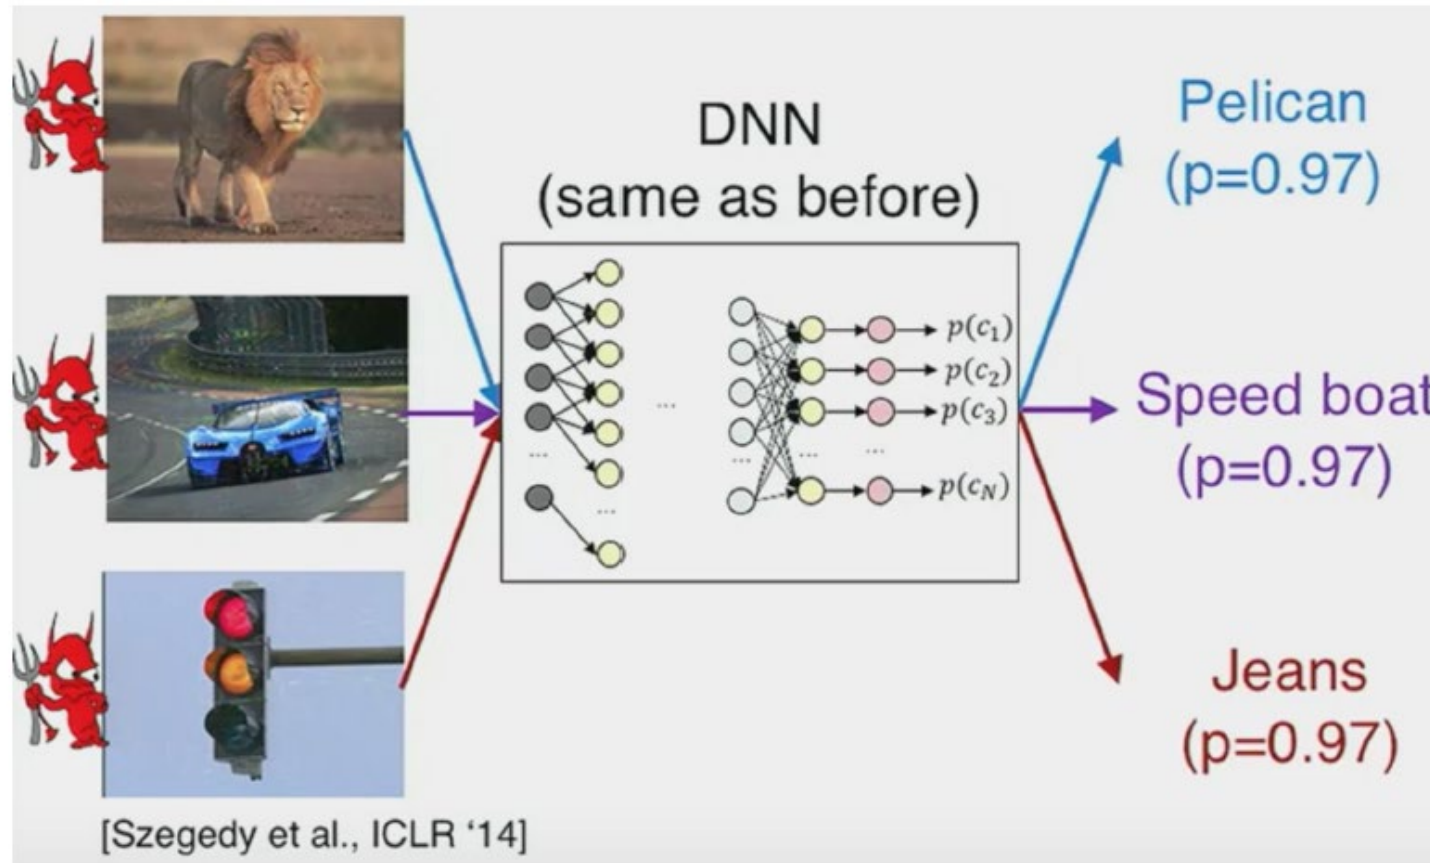 DNN
(same as before)
...
...
...
...
...
...
p(c₁)
p(c₂)
p(c₃)
p(c_N)
Pelican
(p=0.97)
Speed boat
(p=0.97)
Jeans
(p=0.97)
[Szegedy et al., ICLR ‘14]